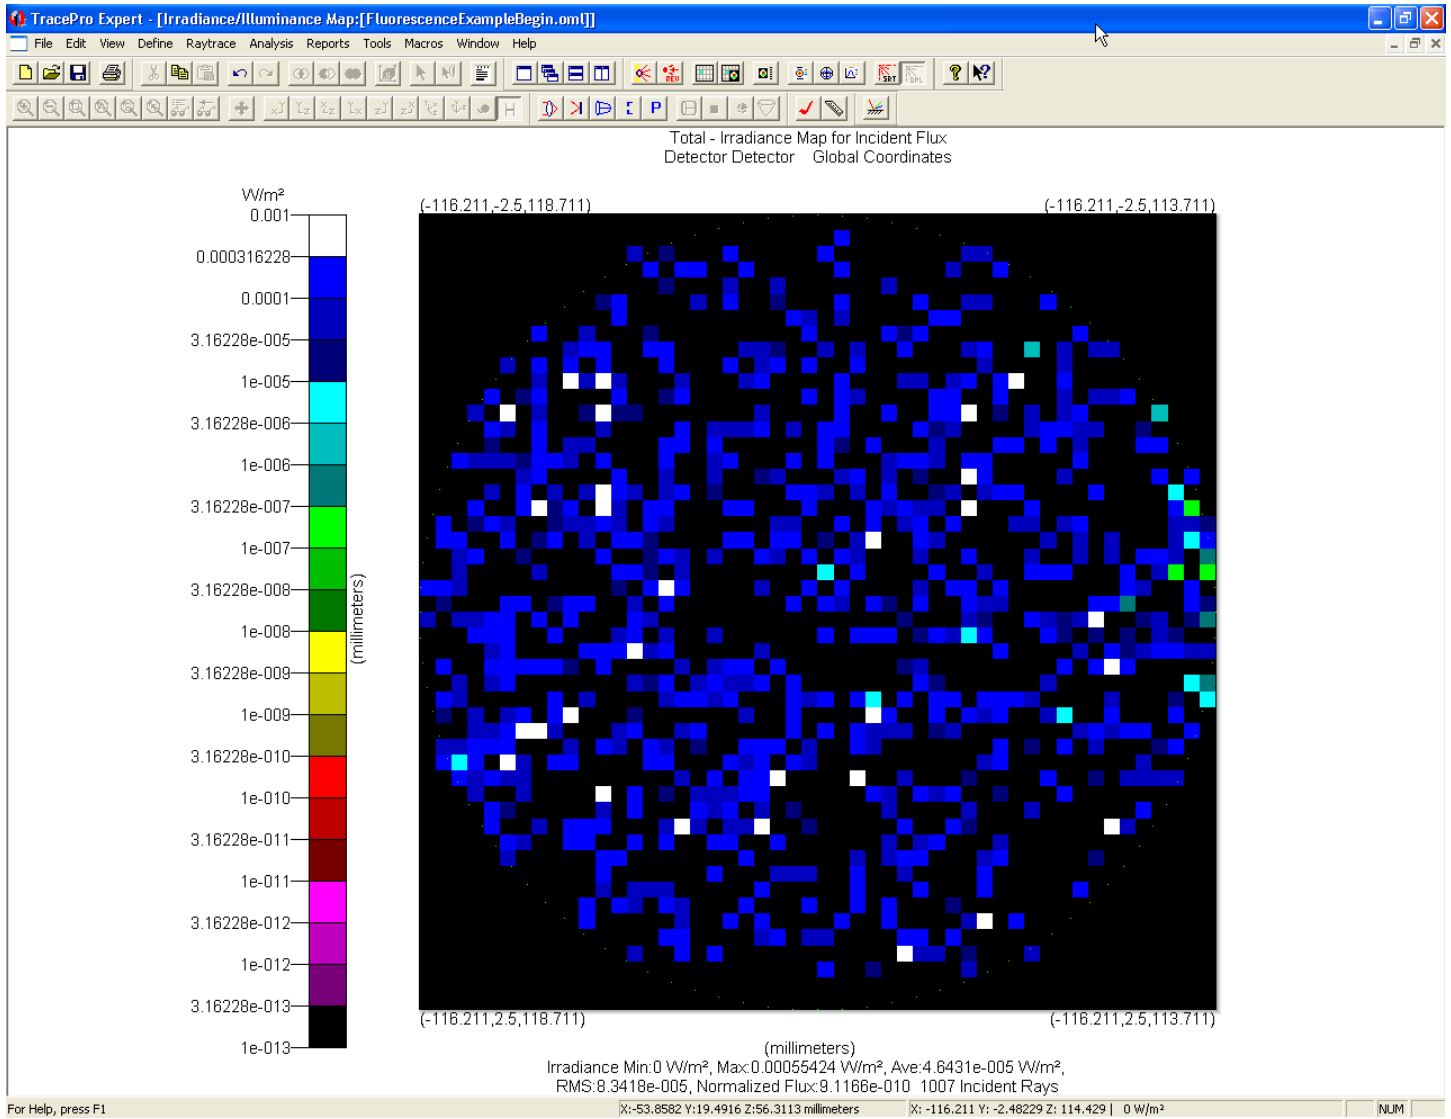 TracePro Expert - [Irradiance/Illuminance Map:[FluorescenceExampleBegin.oml]]
File Edit View Define Raytrace Analysis Reports Tools Macros Window Help
Total - Irradiance Map for Incident Flux
Detector Detector Global Coordinates
W/m²
0.001
0.000316228
0.0001
3.16228e-005
1e-005
3.16228e-006
1e-006
3.16228e-007
1e-007
3.16228e-008
1e-008
3.16228e-009
1e-009
3.16228e-010
1e-010
3.16228e-011
1e-011
3.16228e-012
1e-012
3.16228e-013
1e-013
(millimeters)
(-116.211,-2.5,118.711) (-116.211,-2.5,113.711)
(-116.211,2.5,118.711) (-116.211,2.5,113.711)
(millimeters)
Irradiance Min:0 W/m², Max:0.00055424 W/m², Ave:4.6431e-005 W/m²,
RMS:8.3418e-005, Normalized Flux:9.1166e-010 1007 Incident Rays
For Help, press F1 X:-53.8582 Y:19.4916 Z:56.3113 millimeters X: -116.211 Y: -2.48229 Z: 114.429 | 0 W/m² NUM